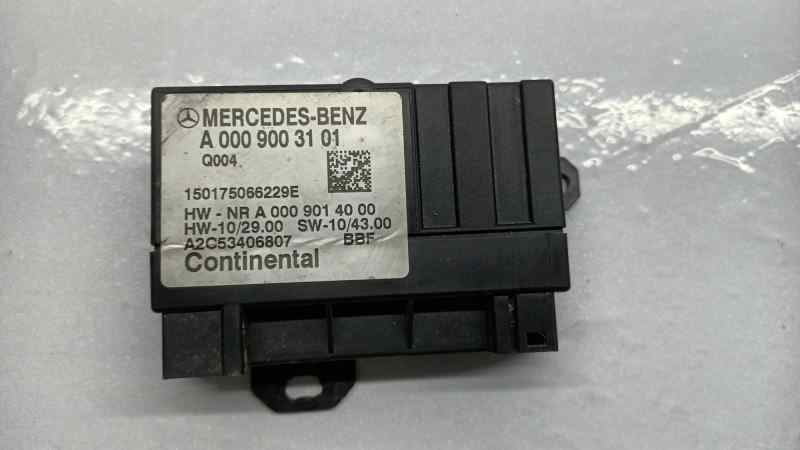 MERCEDES-BENZ
A 000 900 31 01
Q004
150175066229E
HW - NR A 000 901 40 00
HW-10/29.00 SW-10/43.00
A2C53406807 BBF
Continental